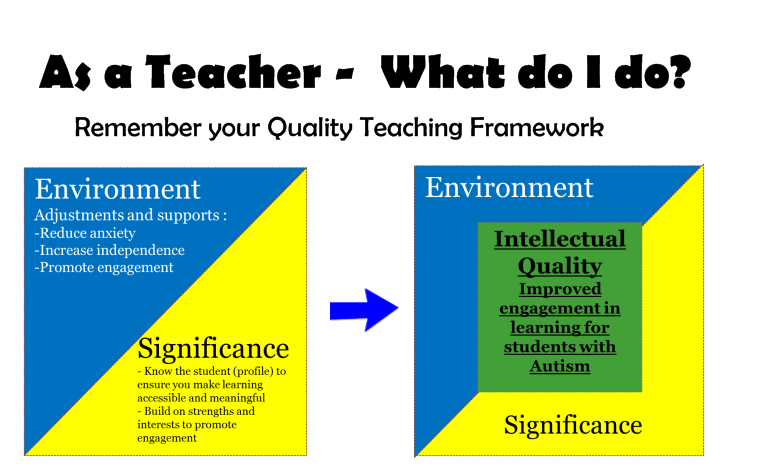 As a Teacher - What do I do?
Remember your Quality Teaching Framework
Environment
Adjustments and supports :
-Reduce anxiety
-Increase independence
-Promote engagement
Significance
- Know the student (profile) to
ensure you make learning
accessible and meaningful
- Build on strengths and
interests to promote
engagement
Environment
Intellectual
Quality
Improved
engagement in
learning for
students with
Autism
Significance